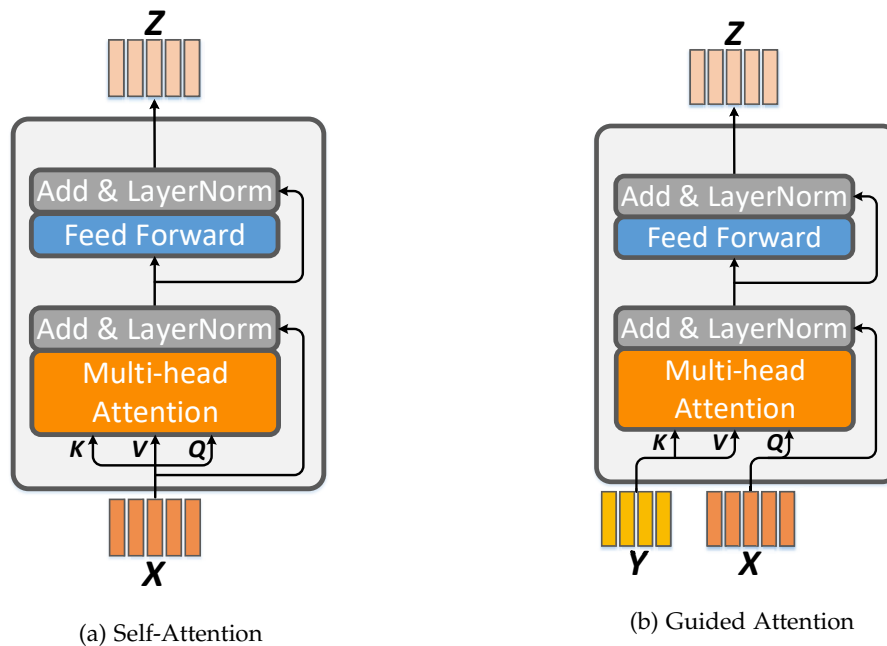 Z
Add & LayerNorm
Feed Forward
Add & LayerNorm
Multi-head
Attention
K V Q
X
(a) Self-Attention
Z
Add & LayerNorm
Feed Forward
Add & LayerNorm
Multi-head
Attention
K V Q
Y X
(b) Guided Attention